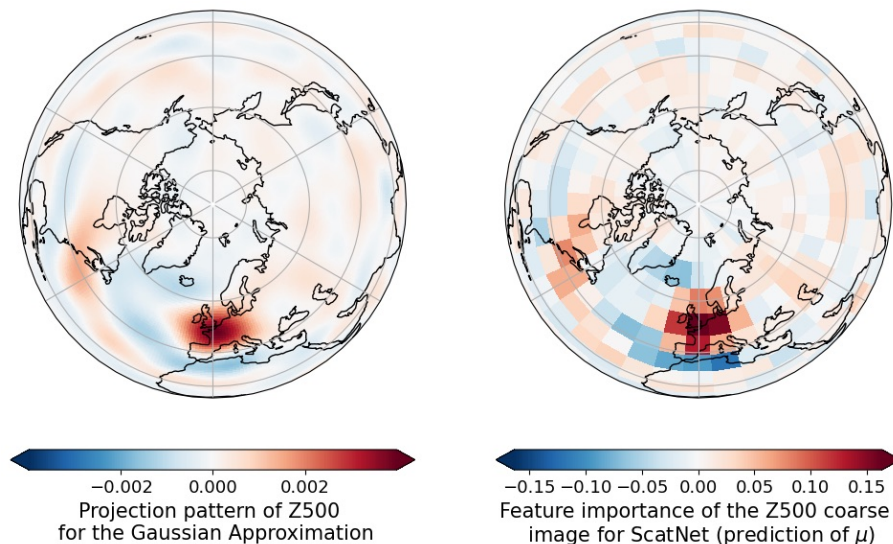 −0.002 0.000 0.002
Projection pattern of Z500
for the Gaussian Approximation
−0.15 −0.10 −0.05 0.00 0.05 0.10 0.15
Feature importance of the Z500 coarse
image for ScatNet (prediction of μ)